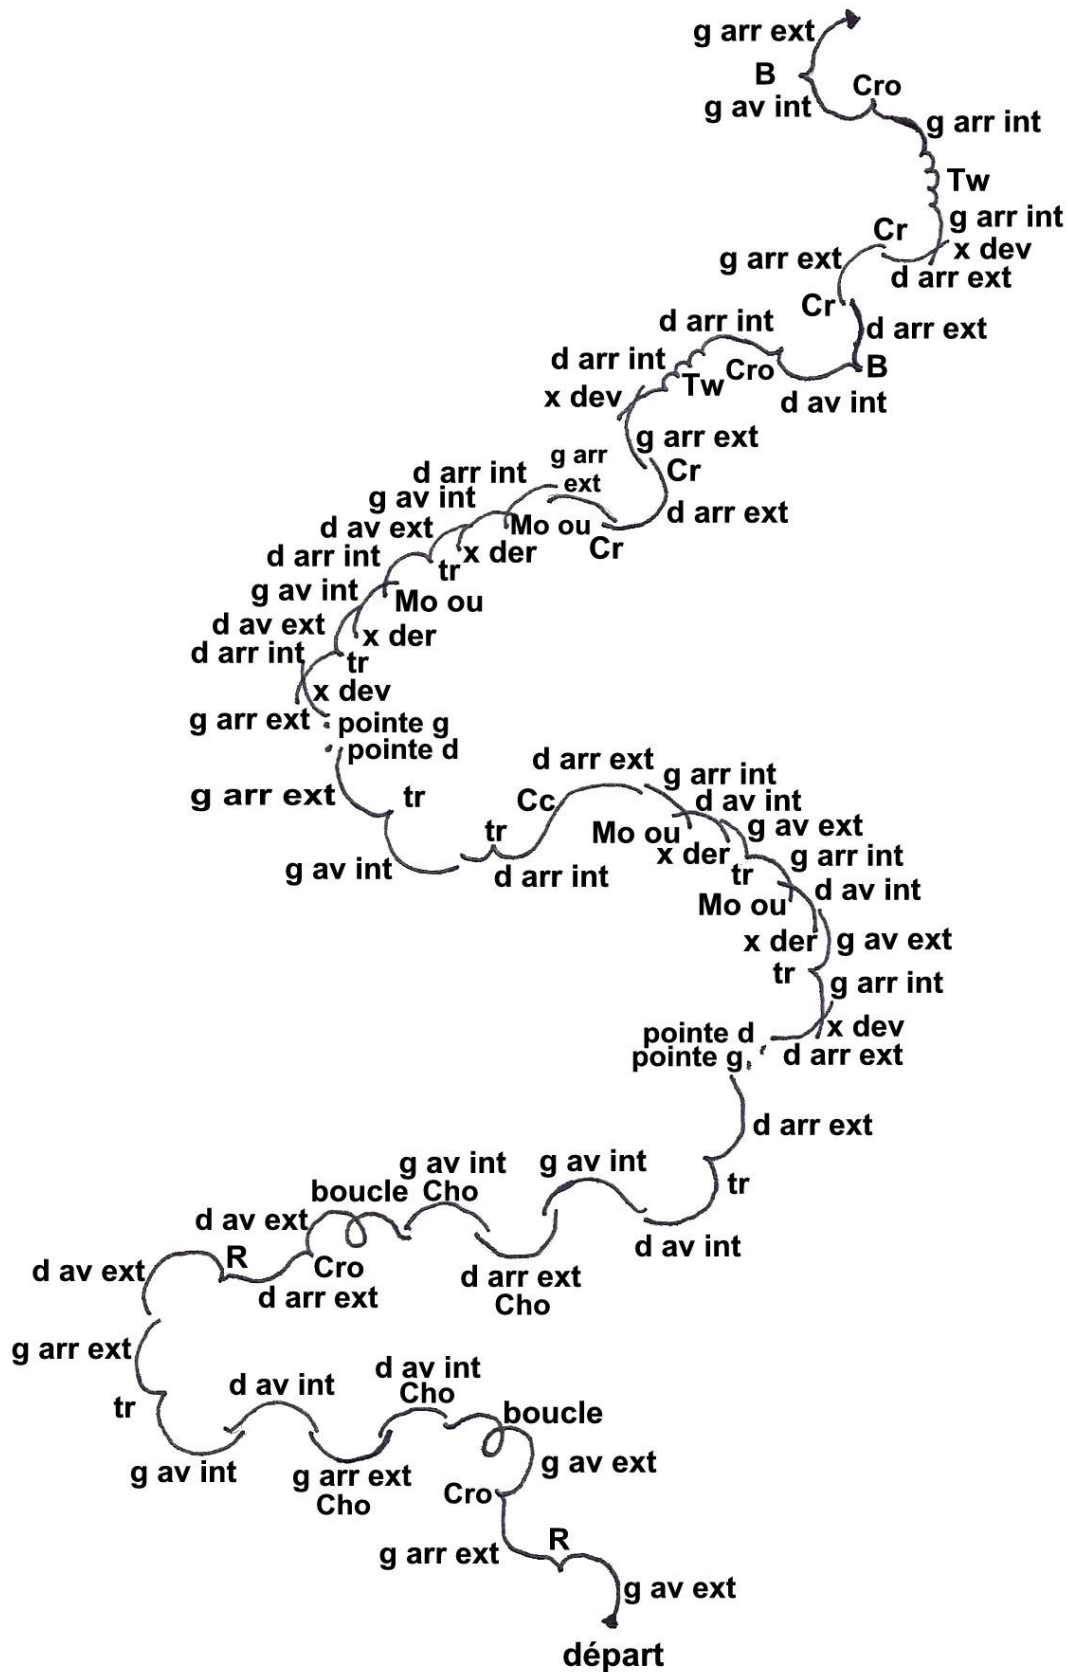 g arr ext
B
Cro
g av int
g arr int
Tw
g arr int
Cr
x dev
g arr ext
d arr ext
Cr
d arr int
d arr ext
d arr int
Cro
B
Tw
x dev
d av int
g arr ext
g arr
ext
Cr
d arr int
g av int
d arr ext
d av ext
Mo ou
Cr
d arr int
x der
tr
g av int
Mo ou
d av ext
x der
d arr int
tr
x dev
g arr ext
pointe g
pointe d
d arr ext
g arr int
g arr ext
tr
Cc
d av int
tr
Mo ou
g av ext
x der
g arr int
g av int
d arr int
tr
d av int
Mo ou
x der
g av ext
tr
g arr int
pointe d
x dev
pointe g
d arr ext
d arr ext
g av int
g av int
boucle
Cho
tr
d av ext
R
d av int
d av ext
Cro
d arr ext
d arr ext
Cho
g arr ext
d av int
d av int
Cho
tr
boucle
g av int
g arr ext
Cho
g av ext
Cro
R
g arr ext
g av ext
départ